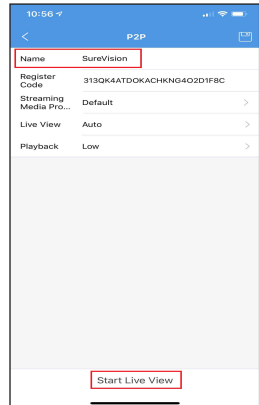 10:56
P2P
Name SureVision
Register Code 313QK4ATDOKACHKNG4O2D1F8C
Streaming Media Pro... Default
Live View Auto
Playback Low
Start Live View